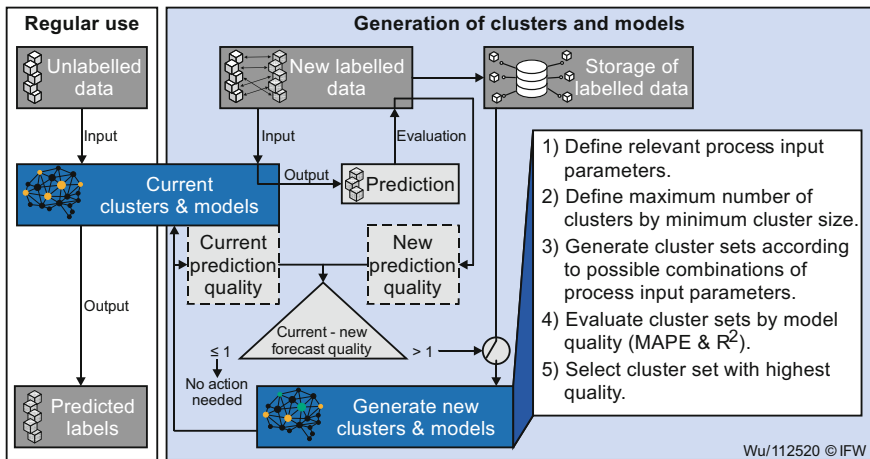 Regular use
Generation of clusters and models
Unlabelled
data
New labelled
data
Storage of
labelled data
Input
Input
Evaluation
Output
Current
clusters & models
Prediction
Current
prediction
quality
New
prediction
quality
Output
Current - new
forecast quality
≤ 1
> 1
No action
needed
Predicted
labels
Generate new
clusters & models
1) Define relevant process input
parameters.
2) Define maximum number of
clusters by minimum cluster size.
3) Generate cluster sets according
to possible combinations of
process input parameters.
4) Evaluate cluster sets by model
quality (MAPE & R²).
5) Select cluster set with highest
quality.
Wu/112520 © IFW